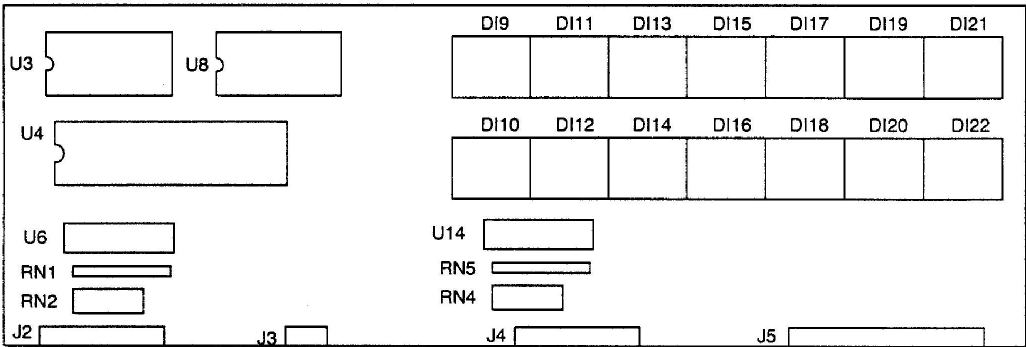 DI9 DI11 DI13 DI15 DI17 DI19 DI21
U3 U8
U4
DI10 DI12 DI14 DI16 DI18 DI20 DI22
U6 U14
RN1 RN5
RN2 RN4
J2 J3 J4 J5